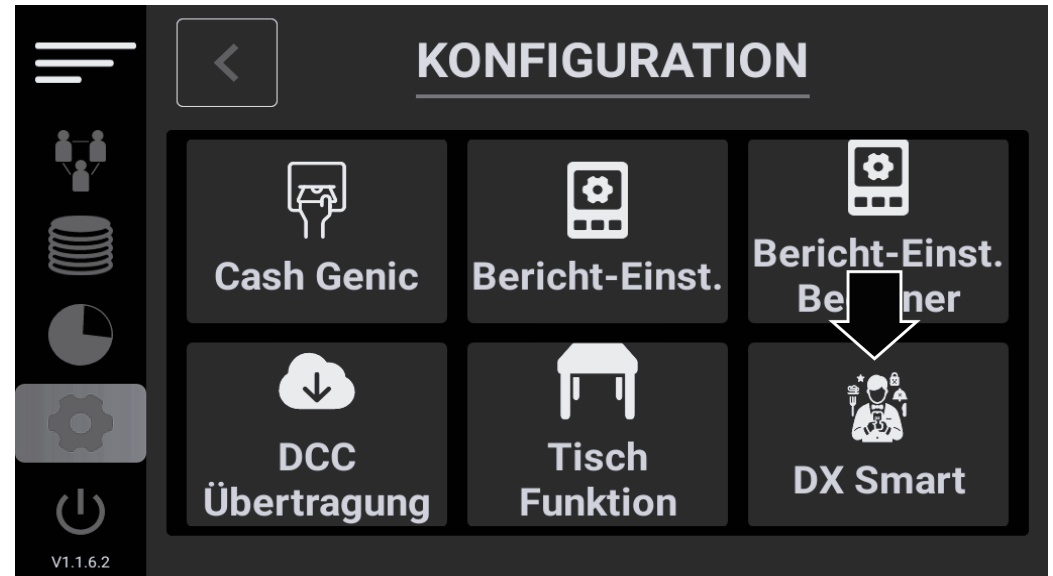 KONFIGURATION
Cash Genic
Bericht-Einst.
Bericht-Einst.
DCC
Übertragung
Tisch
Funktion
DX Smart
V1.1.6.2